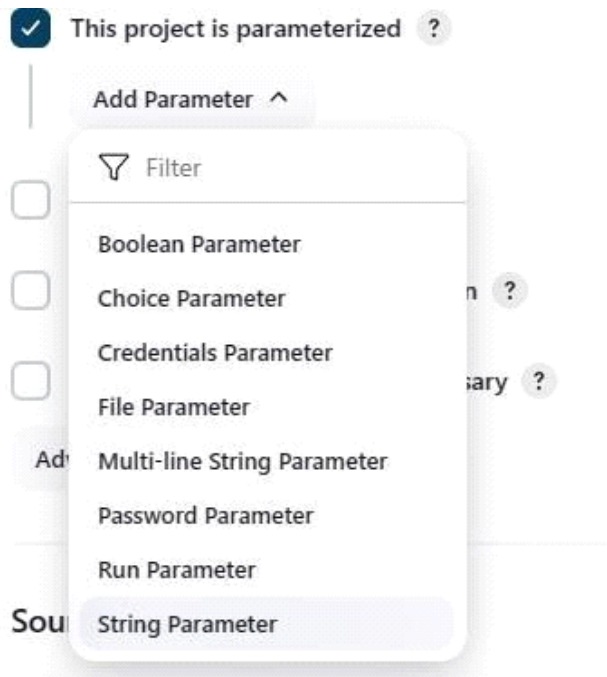 This project is parameterized ?
Add Parameter
Filter
Boolean Parameter
Choice Parameter
Credentials Parameter
?
File Parameter
?
Multi-line String Parameter
Password Parameter
Run Parameter
String Parameter